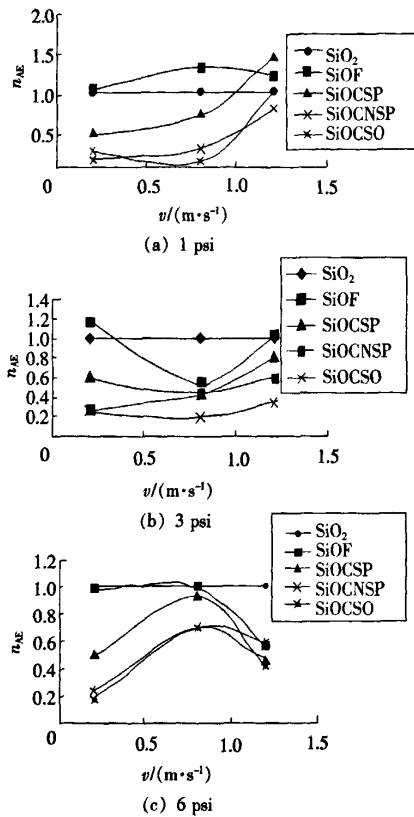 2.0
1.5
1.0
0.5
n_AE
0
0.5
1.0
1.5
v/(m·s⁻¹)
SiO₂
SiOF
SiOCSP
SiOCNSP
SiOCSO
(a) 1 psi
1.4
1.2
1.0
0.8
0.6
0.4
0.2
n_AE
0
0.5
1.0
1.5
v/(m·s⁻¹)
SiO₂
SiOF
SiOCSP
SiOCNSP
SiOCSO
(b) 3 psi
1.2
1.0
0.8
0.6
0.4
0.2
n_AE
0
0.5
1.0
1.5
v/(m·s⁻¹)
SiO₂
SiOF
SiOCSP
SiOCNSP
SiOCSO
(c) 6 psi